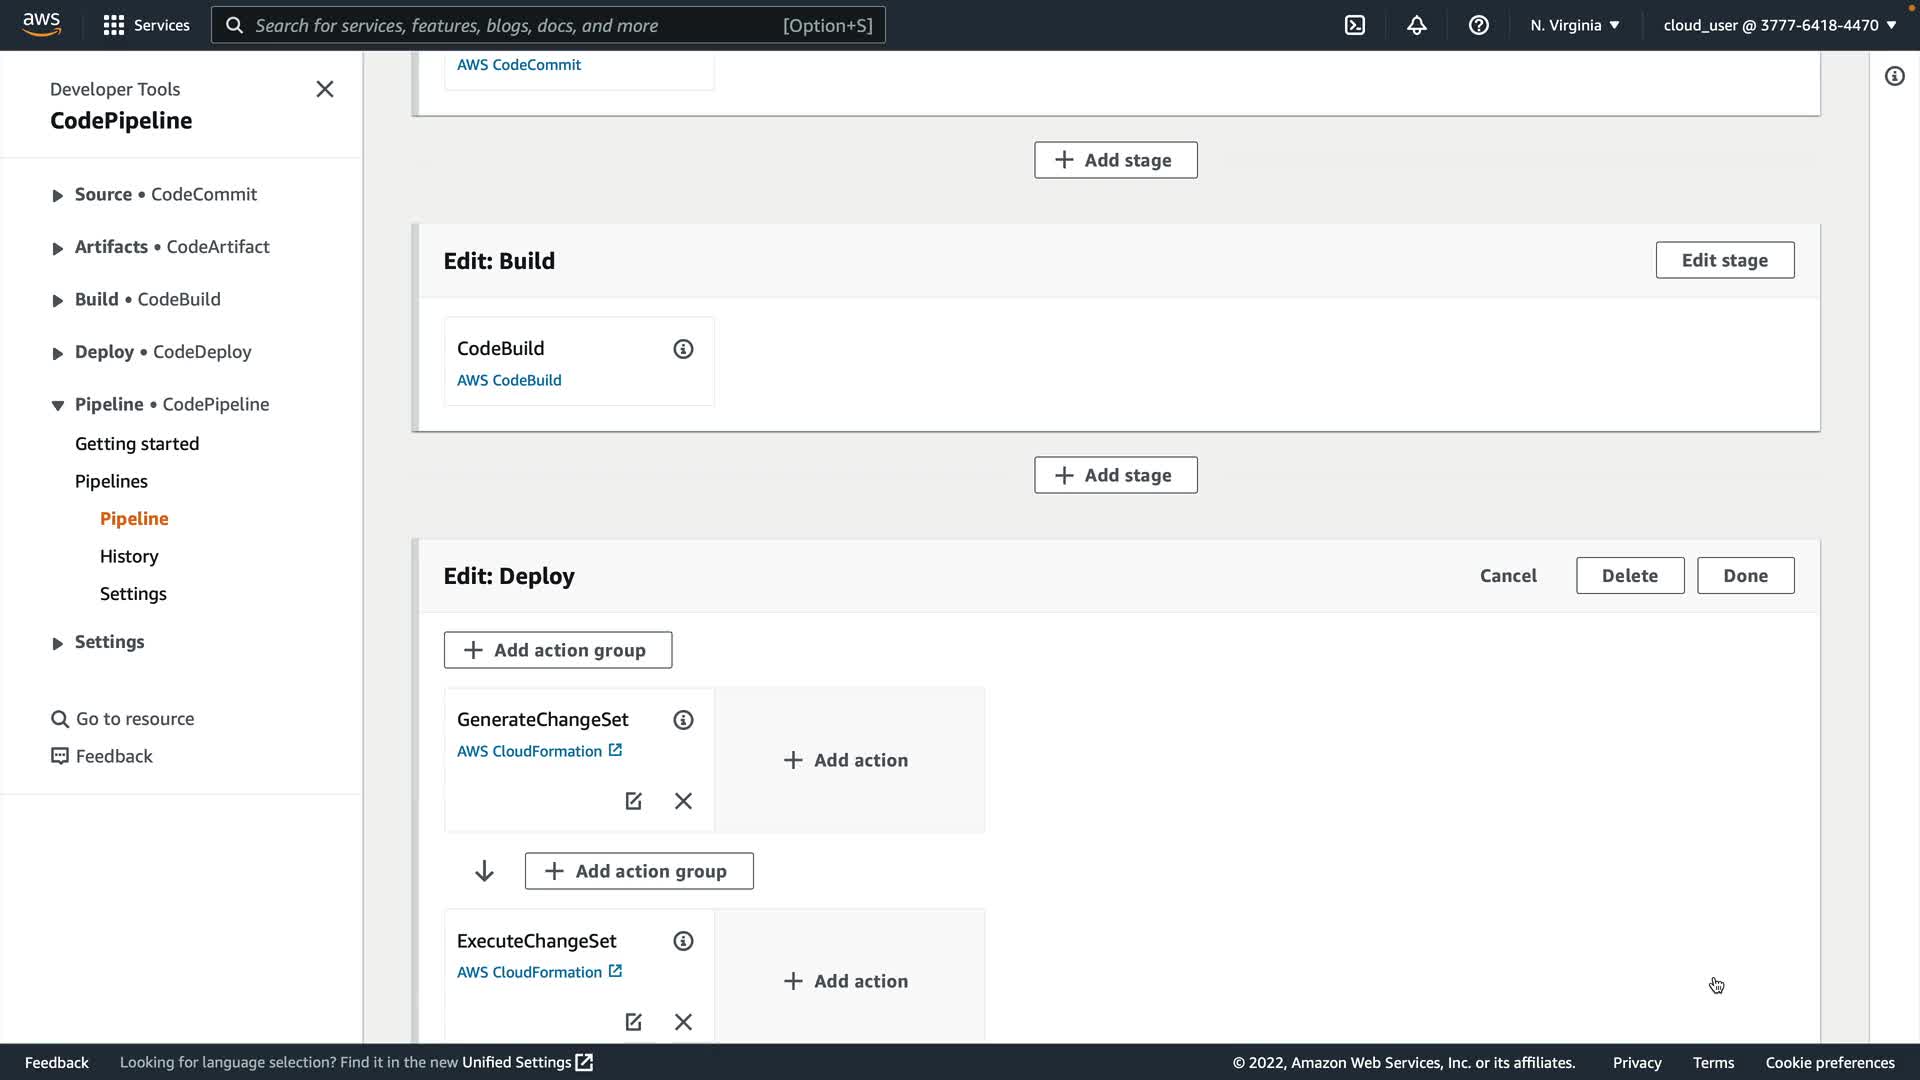 aws
Services
Search for services, features, blogs, docs, and more
[Option+S]
N. Virginia
cloud_user @ 3777-6418-4470
Developer Tools
CodePipeline
Source • CodeCommit
Artifacts • CodeArtifact
Build • CodeBuild
Deploy • CodeDeploy
Pipeline • CodePipeline
Getting started
Pipelines
Pipeline
History
Settings
Settings
Go to resource
Feedback
AWS CodeCommit
Add stage
Edit: Build
Edit stage
CodeBuild
AWS CodeBuild
Add stage
Edit: Deploy
Cancel
Delete
Done
Add action group
GenerateChangeSet
AWS CloudFormation
Add action
Add action group
ExecuteChangeSet
AWS CloudFormation
Add action
Feedback
Looking for language selection? Find it in the new Unified Settings
© 2022, Amazon Web Services, Inc. or its affiliates.
Privacy
Terms
Cookie preferences